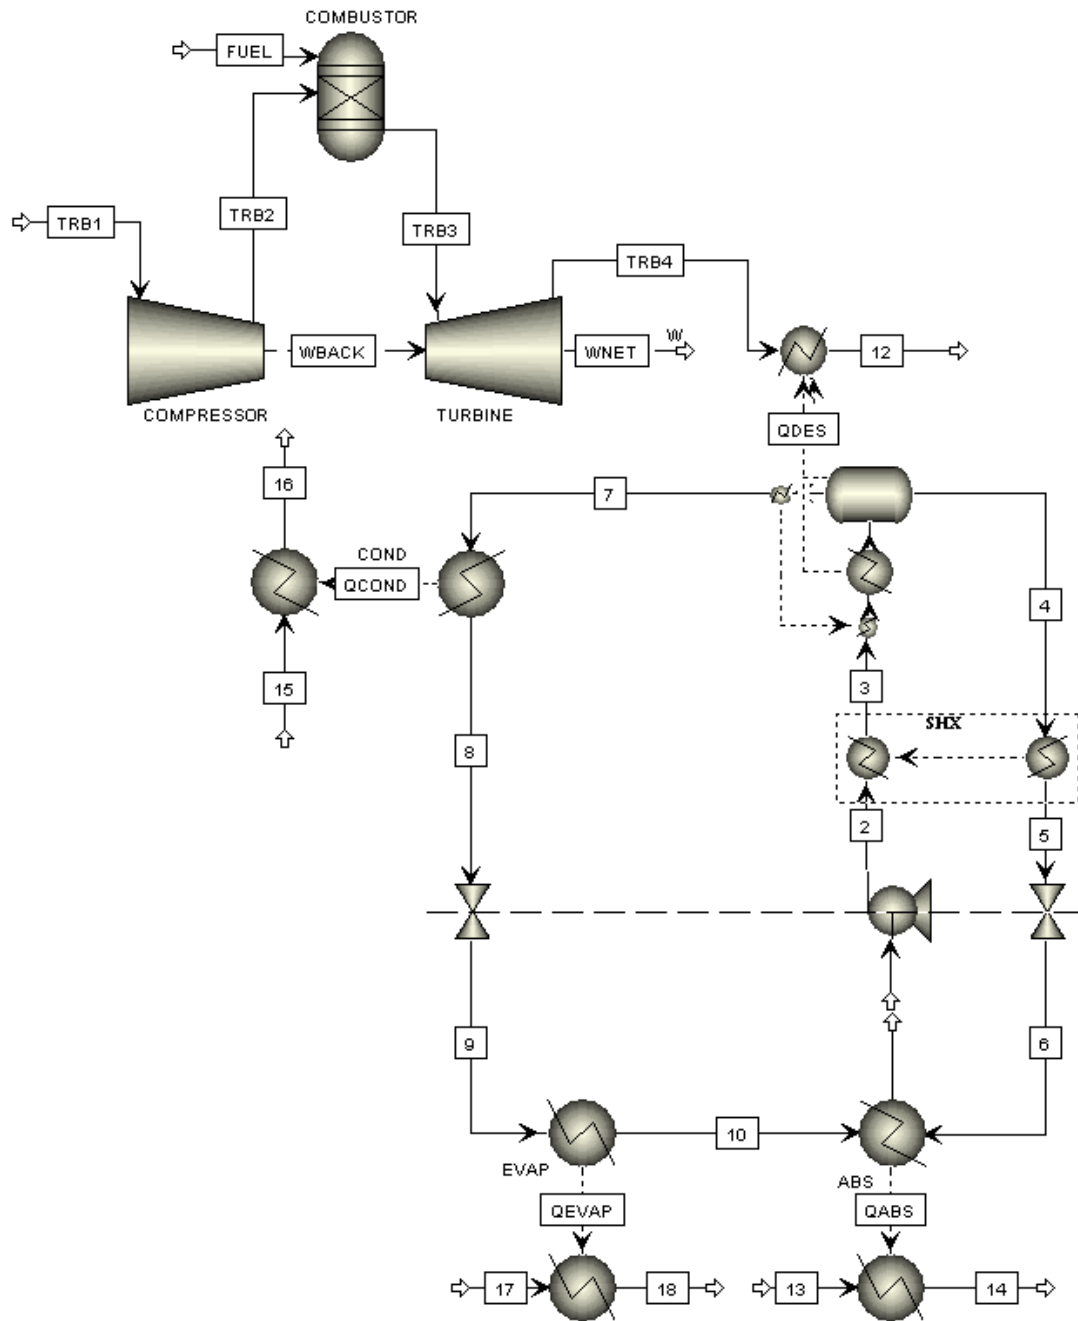 COMBUSTOR
FUEL
TRB1
TRB2
TRB3
TRB4
WBACK
WNET
W
12
COMPRESSOR
TURBINE
QDES
16
7
COND
QCOND
4
15
3
SHX
8
2
5
9
6
10
EVAP
ABS
QEVAP
QABS
17
18
13
14